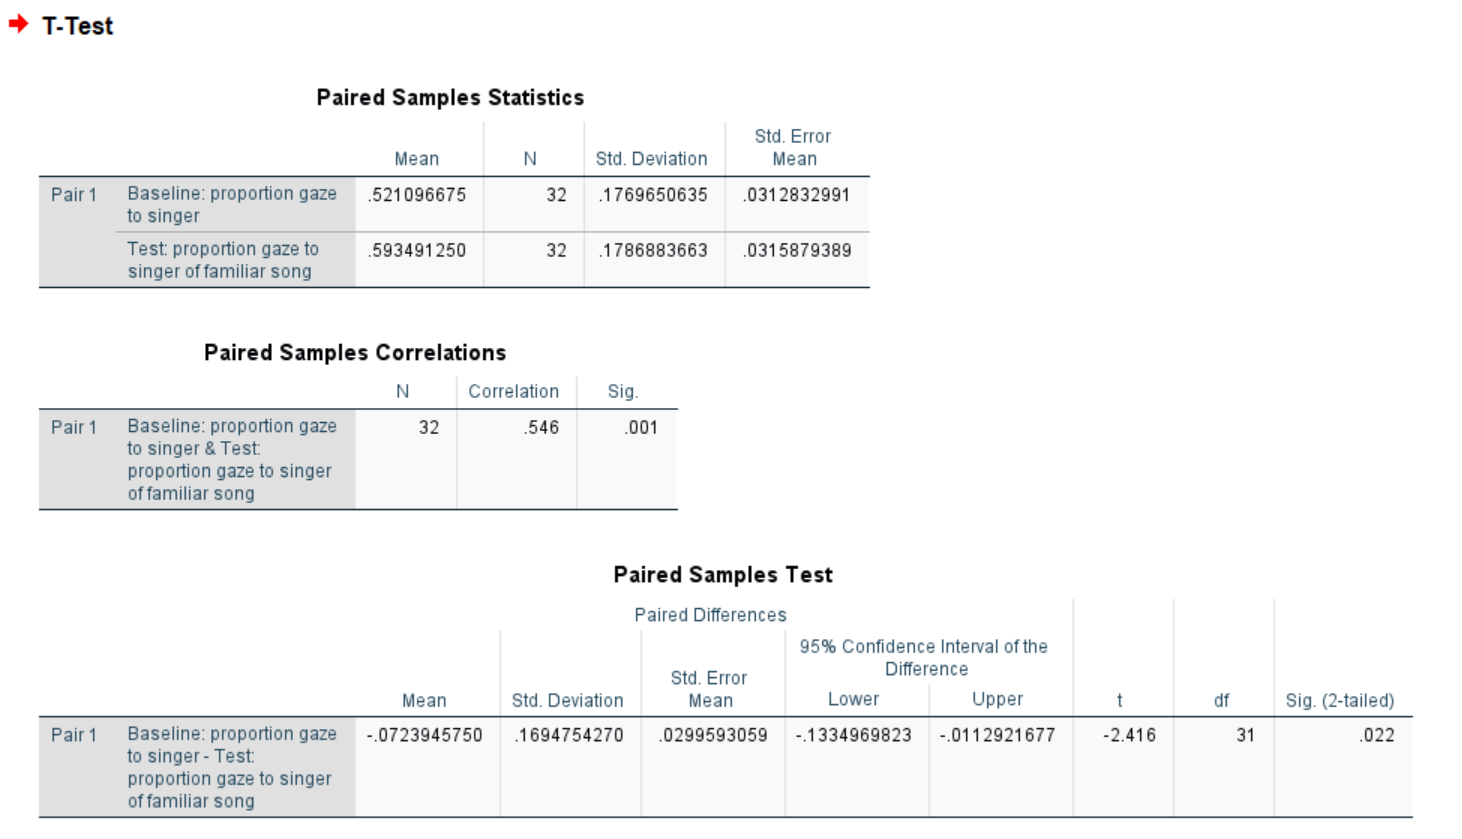 T-Test
Paired Samples Statistics
Mean N Std. Deviation Std. Error Mean
Pair 1 Baseline: proportion gaze to singer .521096675 32 .1769650635 .0312832991
Test: proportion gaze to singer of familiar song .593491250 32 .1786883663 .0315879389
Paired Samples Correlations
N Correlation Sig.
Pair 1 Baseline: proportion gaze to singer & Test: proportion gaze to singer of familiar song 32 .546 .001
Paired Samples Test
Paired Differences
95% Confidence Interval of the Difference
Mean Std. Deviation Std. Error Mean Lower Upper t df Sig. (2-tailed)
Pair 1 Baseline: proportion gaze to singer - Test: proportion gaze to singer of familiar song -.0723945750 .1694754270 .0299593059 -.1334969823 -.0112921677 -2.416 31 .022